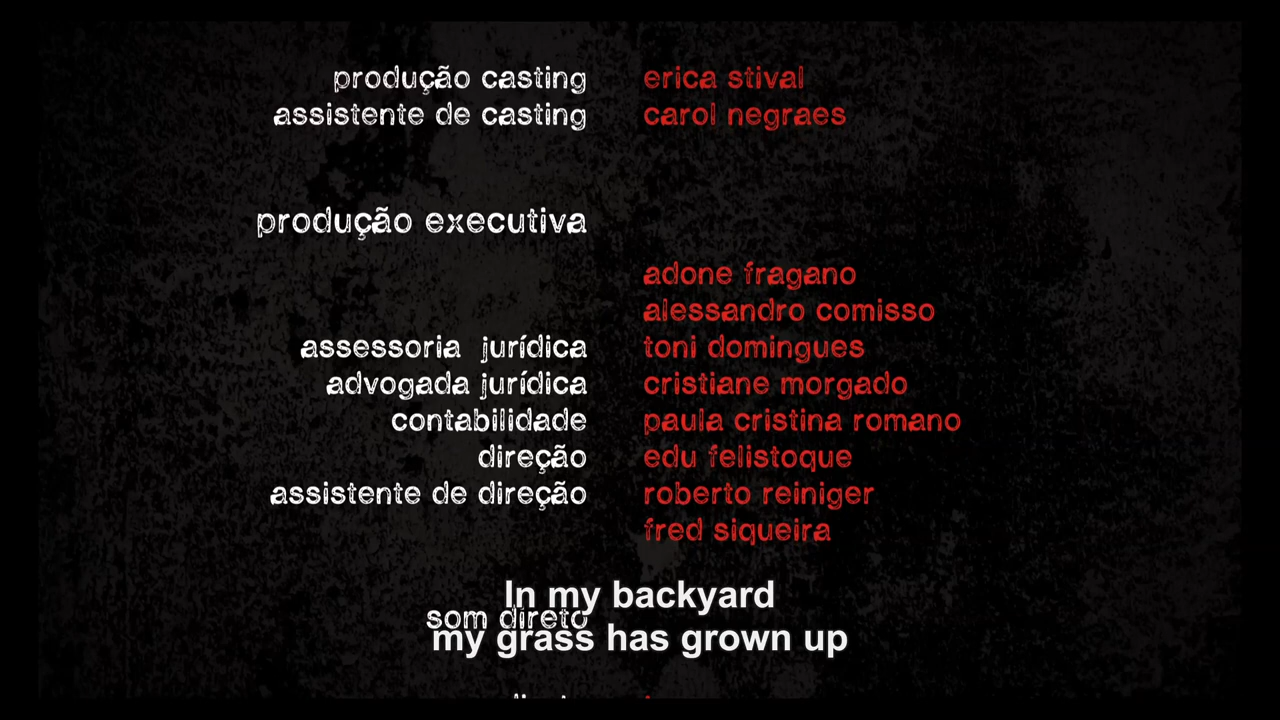 produção casting erica stival
assistente de casting carol negraes
produção executiva
adone fragano
alessandro comisso
assessoria jurídica toni domingues
advogada jurídica cristiane morgado
contabilidade paula cristina romano
direção edu felistoque
assistente de direção roberto reiniger
fred siqueira
In my backyard
som direto
my grass has grown up